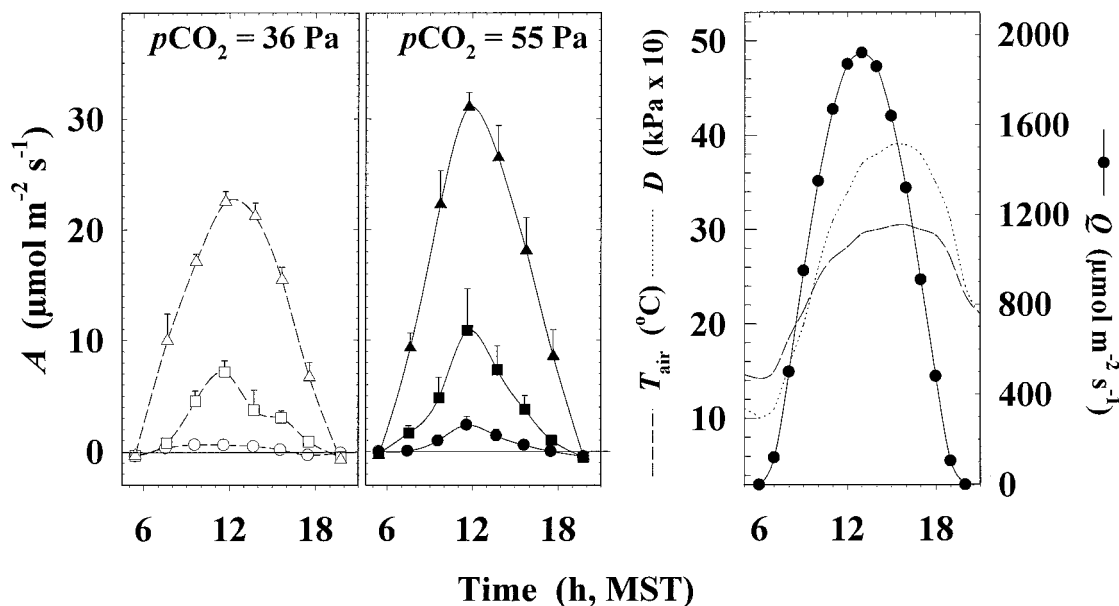 pCO₂ = 36 Pa
pCO₂ = 55 Pa
A (µmol m⁻² s⁻¹)
30
20
10
0
6 12 18
6 12 18
T_air (°C) D (kPa x 10)
50
40
30
20
10
2000
1600
1200
800
400
0
Q (µmol m⁻² s⁻¹)
6 12 18
Time (h, MST)